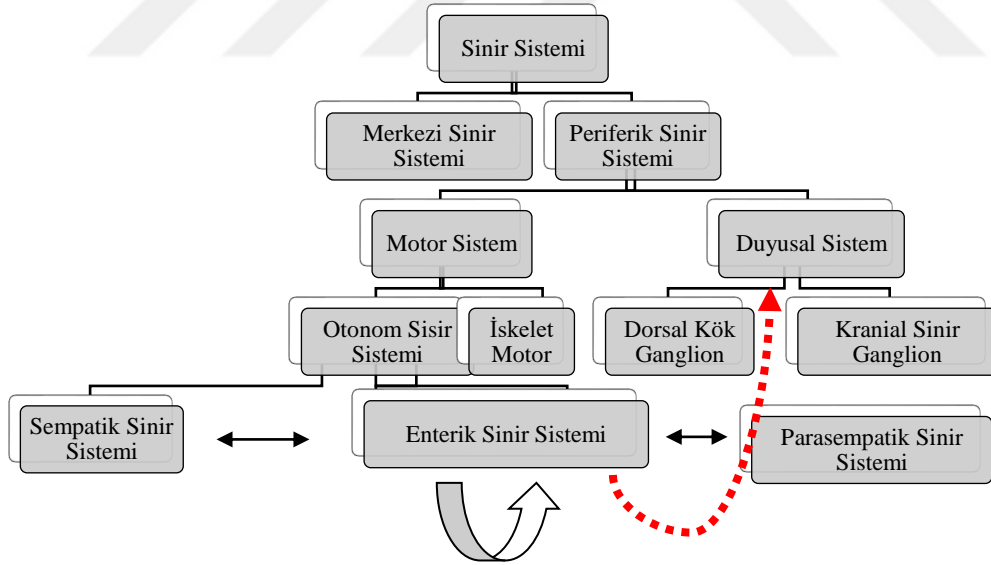 Sinir Sistemi
Merkezi Sinir
Sistemi
Periferik Sinir
Sistemi
Motor Sistem
Duyusal Sistem
Otonom Sisir
Sistemi
İskelet
Motor
Dorsal Kök
Ganglion
Kranial Sinir
Ganglion
Sempatik Sinir
Sistemi
Enterik Sinir Sistemi
Parasempatik Sinir
Sistemi